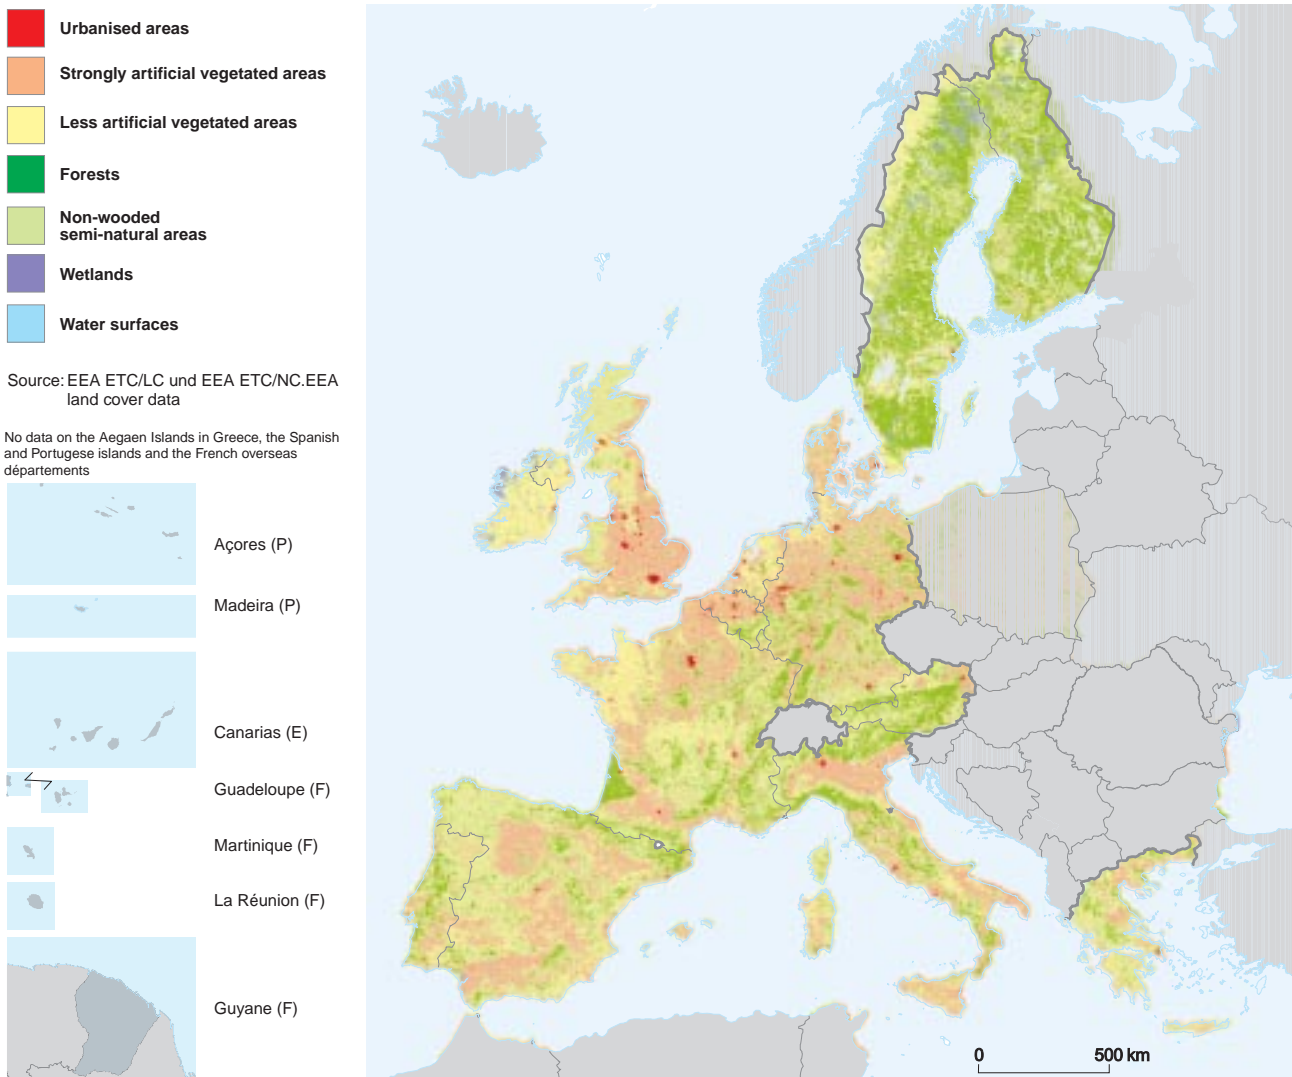 Urbanised areas
Strongly artificial vegetated areas
Less artificial vegetated areas
Forests
Non-wooded
semi-natural areas
Wetlands
Water surfaces
Source: EEA ETC/LC und EEA ETC/NC.EEA
land cover data
No data on the Aegaen Islands in Greece, the Spanish
and Portugese islands and the French overseas
départements
Açores (P)
Madeira (P)
Canarias (E)
Guadeloupe (F)
Martinique (F)
La Réunion (F)
Guyane (F)
0 500 km